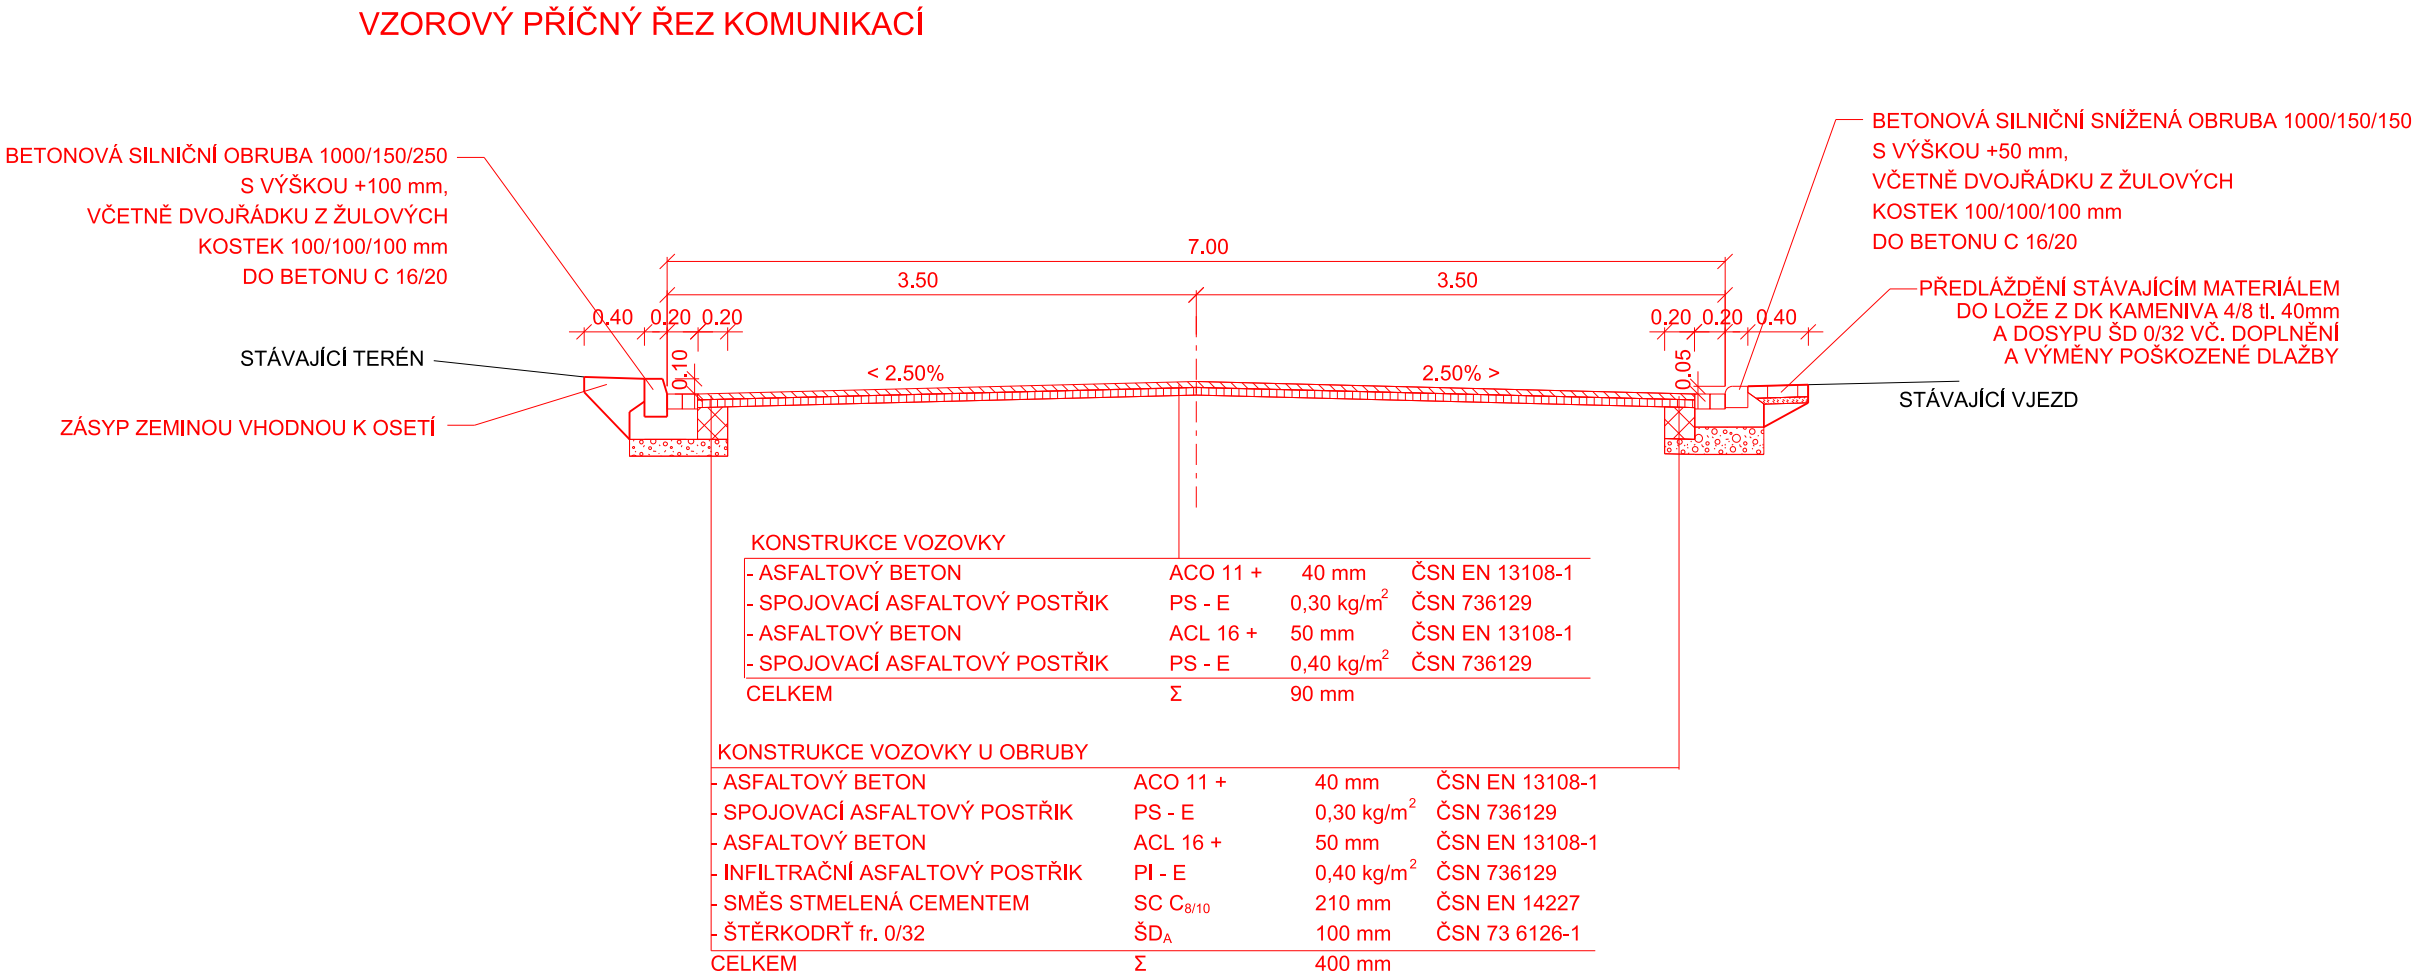 VZOROVÝ PŘÍČNÝ ŘEZ KOMUNIKACÍ
BETONOVÁ SILNIČNÍ OBRUBA 1000/150/250
S VÝŠKOU +100 mm,
VČETNĚ DVOJŘÁDKU Z ŽULOVÝCH
KOSTEK 100/100/100 mm
DO BETONU C 16/20
BETONOVÁ SILNIČNÍ SNÍŽENÁ OBRUBA 1000/150/150
S VÝŠKOU +50 mm,
VČETNĚ DVOJŘÁDKU Z ŽULOVÝCH
KOSTEK 100/100/100 mm
DO BETONU C 16/20
7.00
3.50 3.50
0.40 0.20 0.20
0.20 0.20 0.40
PŘEDLÁŽDĚNÍ STÁVAJÍCÍM MATERIÁLEM
DO LOŽE Z DK KAMENIVA 4/8 tl. 40mm
A DOSYPU ŠD 0/32 VČ. DOPLNĚNÍ
A VÝMĚNY POŠKOZENÉ DLAŽBY
STÁVAJÍCÍ TERÉN
0.10
< 2.50% 2.50% >
0.05
STÁVAJÍCÍ VJEZD
ZÁSYP ZEMINOU VHODNOU K OSETÍ
KONSTRUKCE VOZOVKY
- ASFALTOVÝ BETON ACO 11 + 40 mm ČSN EN 13108-1
- SPOJOVACÍ ASFALTOVÝ POSTŘIK PS - E 0,30 kg/m² ČSN 736129
- ASFALTOVÝ BETON ACL 16 + 50 mm ČSN EN 13108-1
- SPOJOVACÍ ASFALTOVÝ POSTŘIK PS - E 0,40 kg/m² ČSN 736129
CELKEM Σ 90 mm
KONSTRUKCE VOZOVKY U OBRUBY
- ASFALTOVÝ BETON ACO 11 + 40 mm ČSN EN 13108-1
- SPOJOVACÍ ASFALTOVÝ POSTŘIK PS - E 0,30 kg/m² ČSN 736129
- ASFALTOVÝ BETON ACL 16 + 50 mm ČSN EN 13108-1
- INFILTRAČNÍ ASFALTOVÝ POSTŘIK PI - E 0,40 kg/m² ČSN 736129
- SMĚS STMELENÁ CEMENTEM SC C8/10 210 mm ČSN EN 14227
- ŠTĚRKODRŤ fr. 0/32 ŠDA 100 mm ČSN 73 6126-1
CELKEM Σ 400 mm